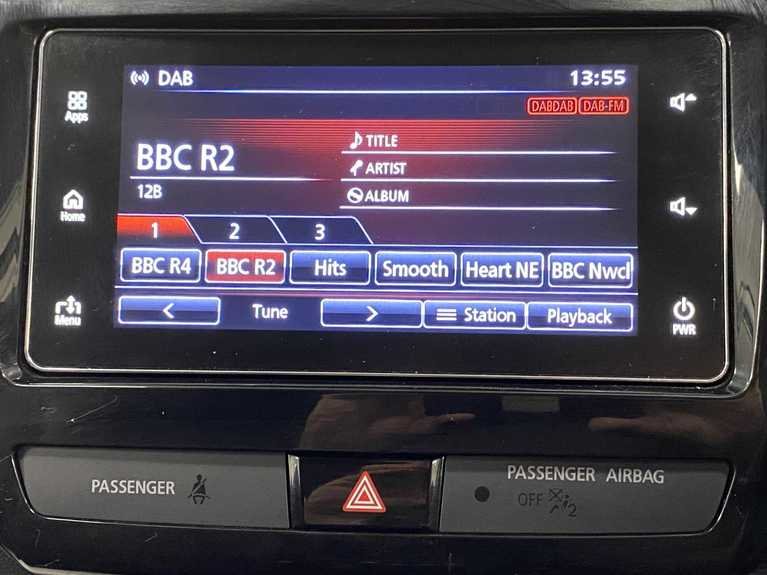 DAB 13:55
Apps
DABDAB DAB-FM
BBC R2
TITLE
12B
ARTIST
ALBUM
Home
1 2 3
BBC R4 BBC R2 Hits Smooth Heart NE BBC Nwcl
Menu
< Tune > Station Playback
PWR
PASSENGER
PASSENGER AIRBAG
OFF 2